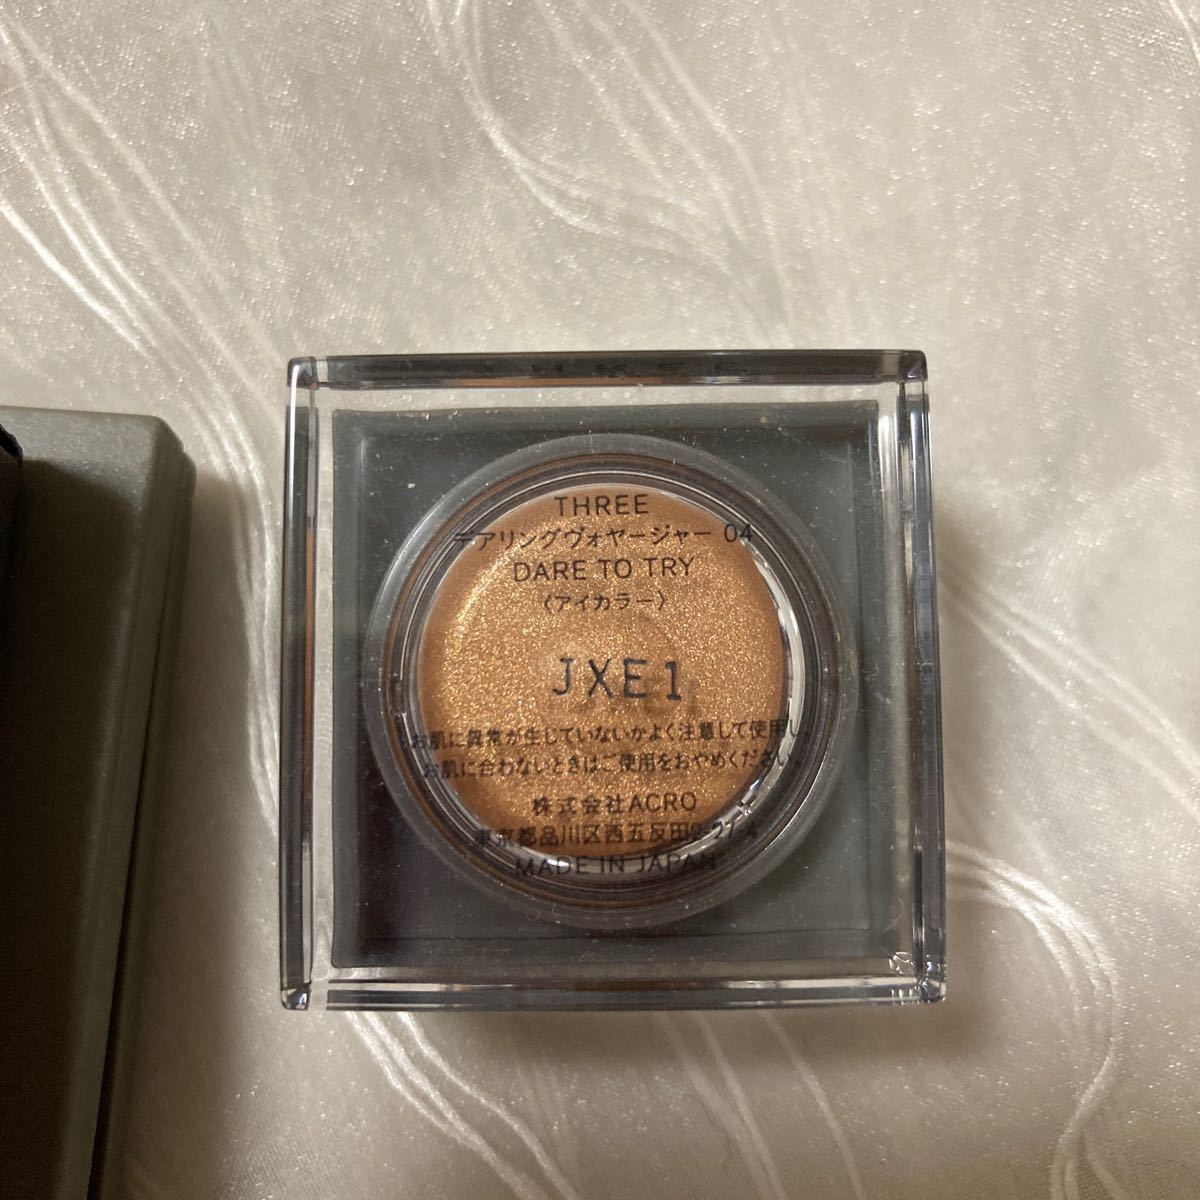 THREE
デアリングヴォヤージャー 04
DARE TO TRY
〈アイカラー〉
JXE1
お肌に異常が生じていないかよく注意して使用し、
お肌に合わないときはご使用をおやめください。
株式会社ACRO
東京都品川区西五反田2-27-4
MADE IN JAPAN